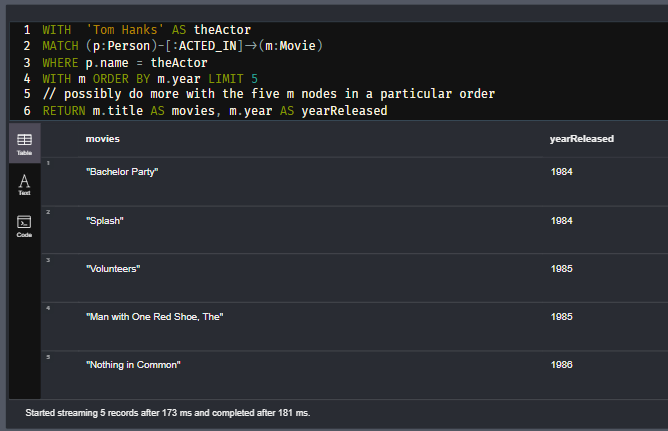 1 WITH 'Tom Hanks' AS theActor
2 MATCH (p:Person)-[:ACTED_IN]->(m:Movie)
3 WHERE p.name = theActor
4 WITH m ORDER BY m.year LIMIT 5
5 // possibly do more with the five m nodes in a particular order
6 RETURN m.title AS movies, m.year AS yearReleased
Table
Text
Code
movies yearReleased
1 "Bachelor Party" 1984
2 "Splash" 1984
3 "Volunteers" 1985
4 "Man with One Red Shoe, The" 1985
5 "Nothing in Common" 1986
Started streaming 5 records after 173 ms and completed after 181 ms.